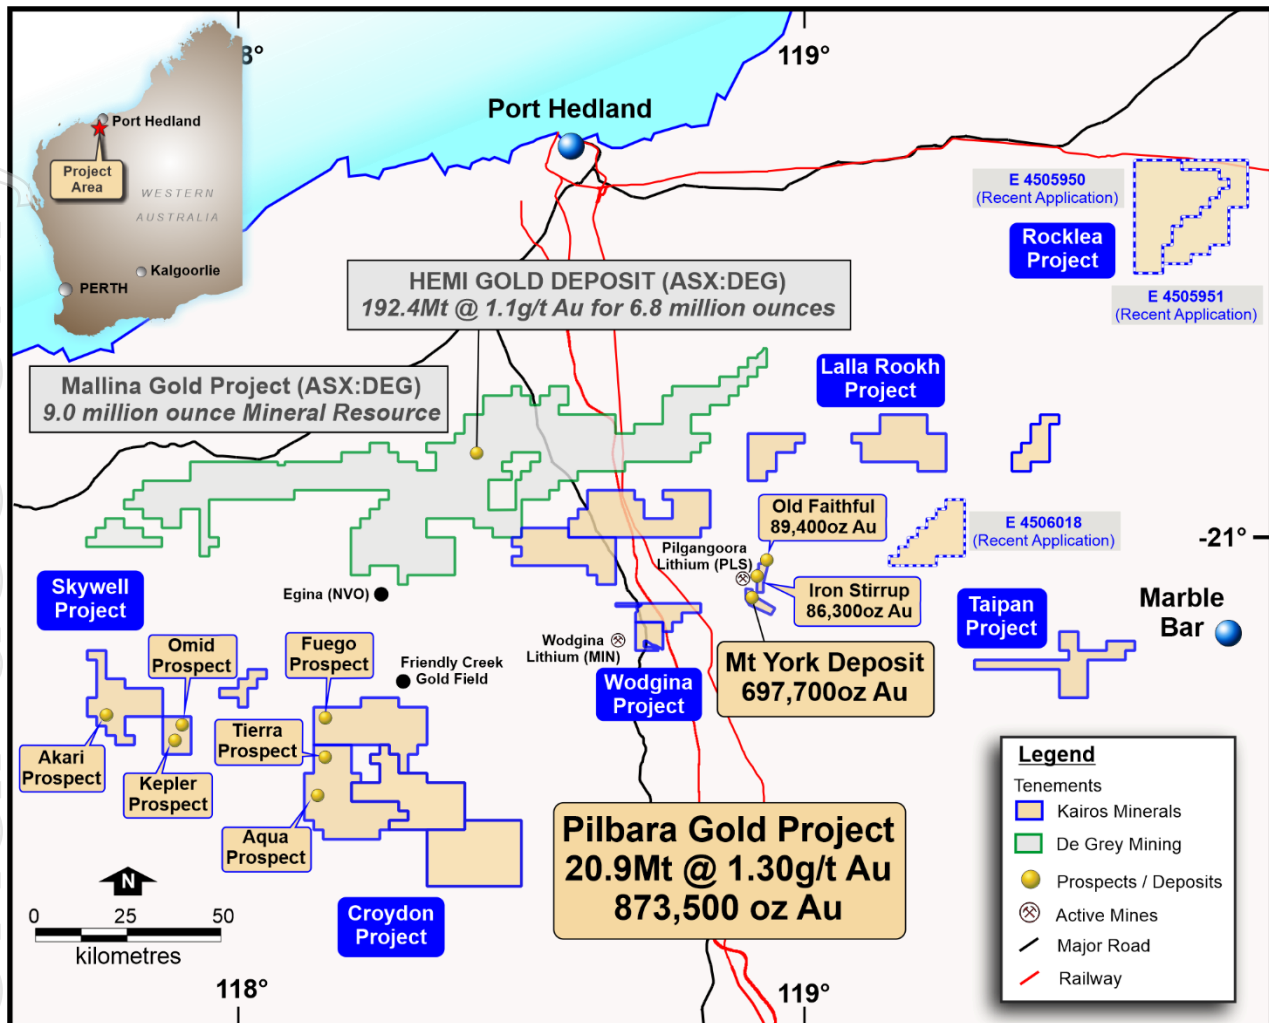 8°
119°
Port Hedland
Port Hedland
Project
Area
WESTERN
AUSTRALIA
Kalgoorlie
PERTH
E 4505950
(Recent Application)
Rocklea
Project
E 4505951
(Recent Application)
HEMI GOLD DEPOSIT (ASX:DEG)
192.4Mt @ 1.1g/t Au for 6.8 million ounces
Mallina Gold Project (ASX:DEG)
9.0 million ounce Mineral Resource
Lalla Rookh
Project
Old Faithful
89,400oz Au
E 4506018
(Recent Application)
-21°
Pilgangoora
Lithium (PLS)
Iron Stirrup
86,300oz Au
Skywell
Project
Egina (NVO)
Taipan
Project
Marble
Bar
Omid
Prospect
Fuego
Prospect
Friendly Creek
Gold Field
Wodgina
Lithium (MIN)
Wodgina
Project
Mt York Deposit
697,700oz Au
Akari
Prospect
Kepler
Prospect
Tierra
Prospect
Aqua
Prospect
Pilbara Gold Project
20.9Mt @ 1.30g/t Au
873,500 oz Au
Croydon
Project
N
0 25 50
kilometres
Legend
Tenements
Kairos Minerals
De Grey Mining
Prospects / Deposits
Active Mines
Major Road
Railway
118°
119°